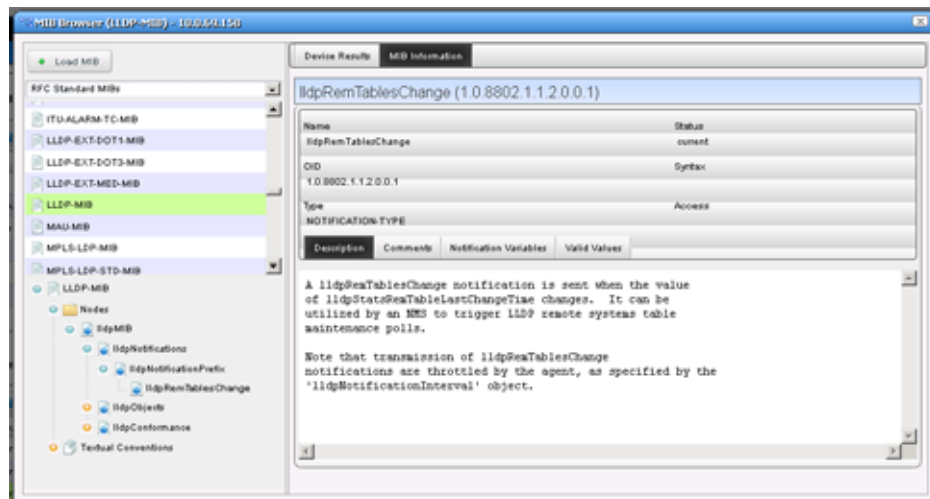 MIB Browser (LLDP-MIB) - 10.0.69.150
Load MIB
RFC Standard MIBs
ITU-ALARM-TC-MIB
LLDP-EXT-DOT1-MIB
LLDP-EXT-DOT3-MIB
LLDP-EXT-MED-MIB
LLDP-MIB
MAU-MIB
MPLS-LDP-MIB
MPLS-LDP-STD-MIB
LLDP-MIB
Nodes
lldpMIB
lldpNotifications
lldpNotificationPrefix
lldpRemTablesChange
lldpObjects
lldpConformance
Textual Conventions
Device Results MIB Information
lldpRemTablesChange (1.0.8802.1.1.2.0.0.1)
Name Status
lldpRemTablesChange current
OID Syntax
1.0.8802.1.1.2.0.0.1
Type Access
NOTIFICATION-TYPE
Description Comments Notification Variables Valid Values
A lldpRemTablesChange notification is sent when the value
of lldpStatsRemTableLastChangeTime changes. It can be
utilized by an NMS to trigger LLDP remote systems table
maintenance polls.
Note that transmission of lldpRemTablesChange
notifications are throttled by the agent, as specified by the
'lldpNotificationInterval' object.